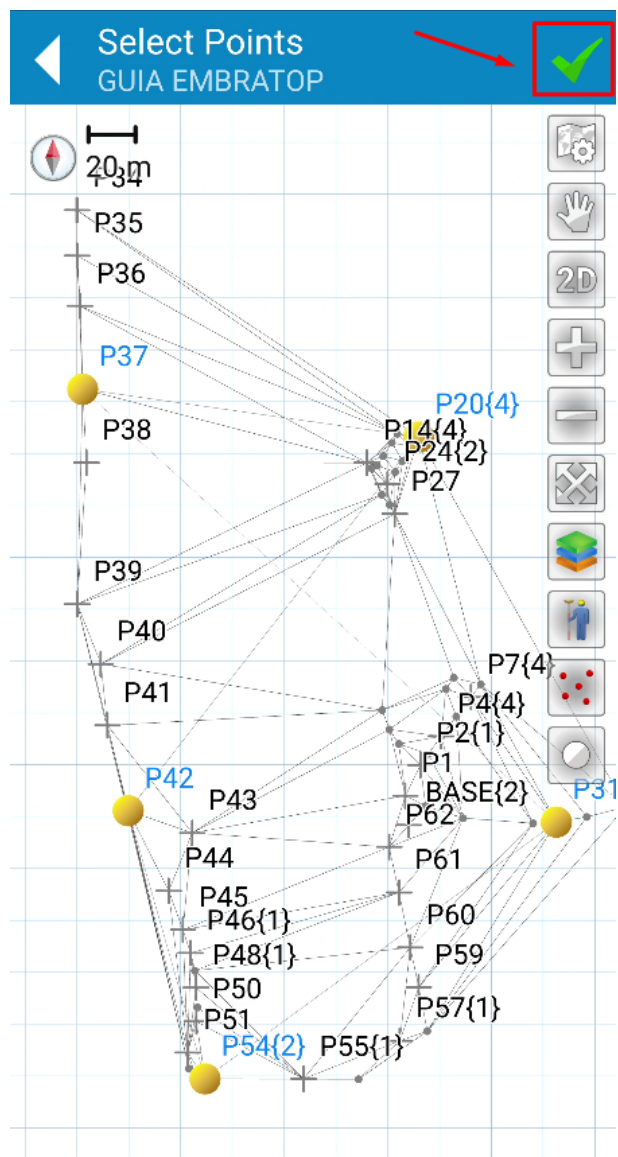 Select Points
GUIA EMBRATOP
20 m
P34
P35
P36
2D
P37
P20{4}
P38
P14{4}
P24{2}
P27
P39
P40
P7{4}
P41
P4{4}
P2{1}
P1
P42
BASE{2}
P31
P43
P62
P44
P61
P45
P46{1}
P60
P48{1}
P59
P50
P57{1}
P51
P54{2}
P55{1}